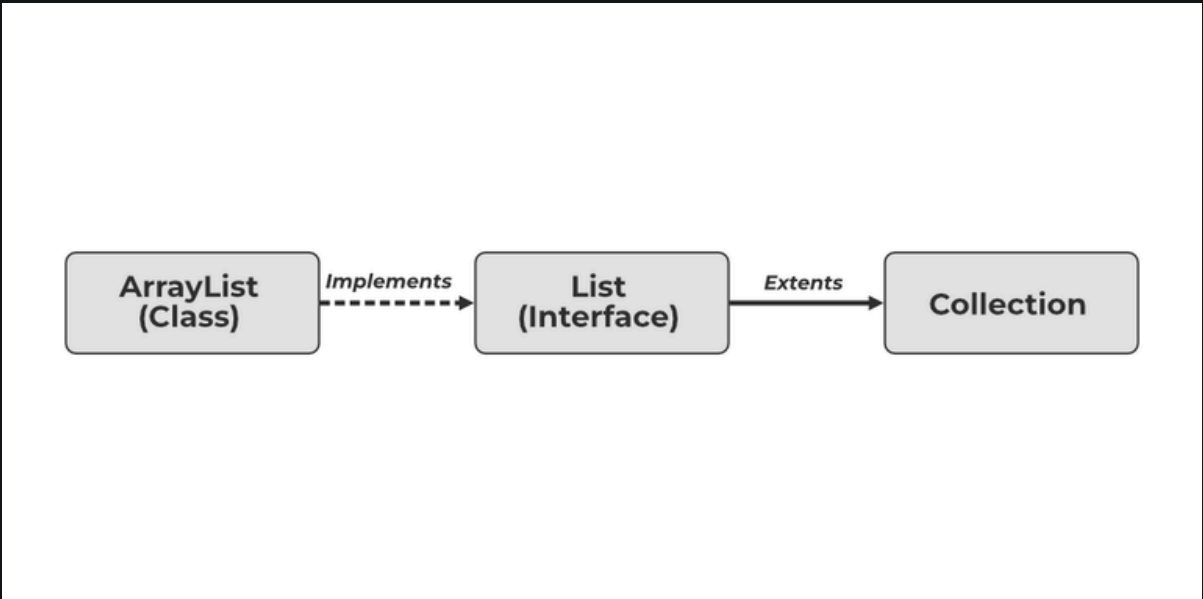 ArrayList
(Class)
Implements
List
(Interface)
Extents
Collection